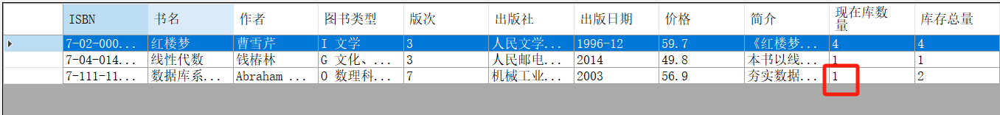 ISBN 书名 作者 图书类型 版次 出版社 出版日期 价格 简介 现在库数量 库存总量
7-02-000... 红楼梦 曹雪芹 I 文学 3 人民文学... 1996-12 59.7 《红楼梦... 4 4
7-04-014... 线性代数 钱椿林 G 文化、... 3 人民邮电... 2014 49.8 本书以线... 1 1
7-111-11... 数据库系... Abraham ... O 数理科... 7 机械工业... 2003 56.9 夯实数据... 1 2